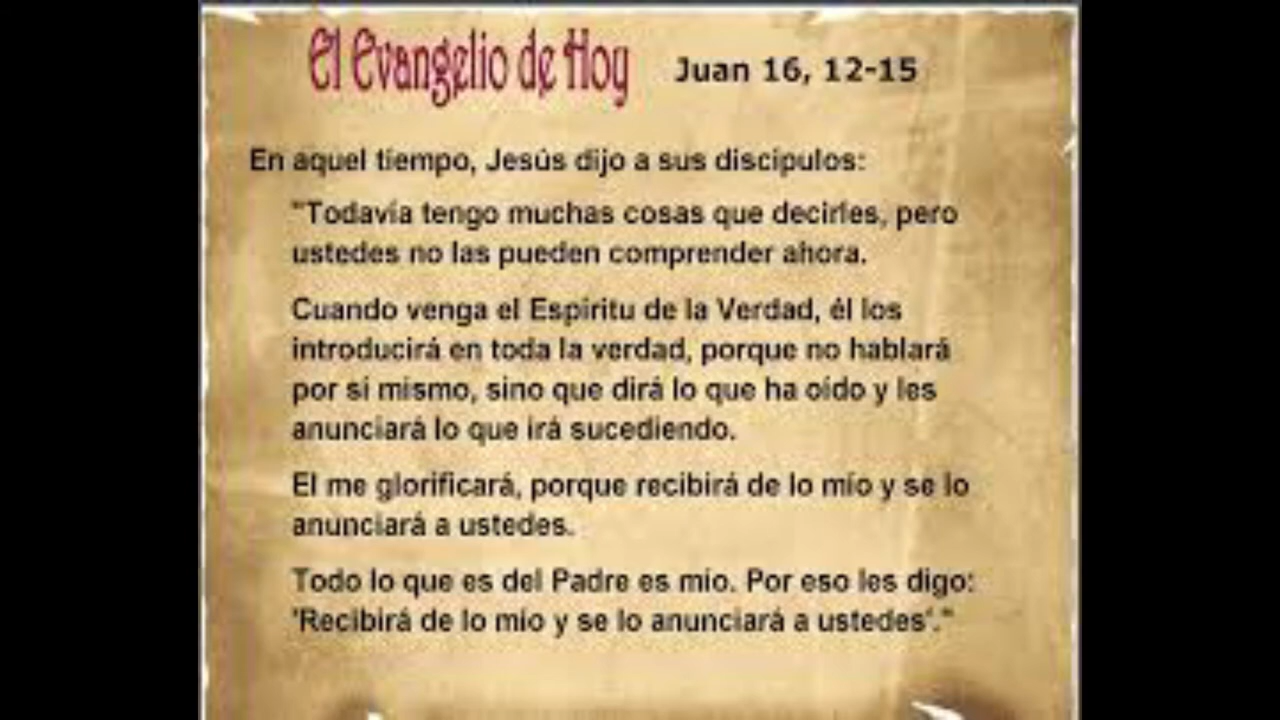 El Evangelio de Hoy Juan 16, 12-15
En aquel tiempo, Jesús dijo a sus discípulos:
"Todavía tengo muchas cosas que decirles, pero
ustedes no las pueden comprender ahora.
Cuando venga el Espíritu de la Verdad, él los
introducirá en toda la verdad, porque no hablará
por sí mismo, sino que dirá lo que ha oído y les
anunciará lo que irá sucediendo.
El me glorificará, porque recibirá de lo mío y se lo
anunciará a ustedes.
Todo lo que es del Padre es mío. Por eso les digo:
'Recibirá de lo mío y se lo anunciará a ustedes'."